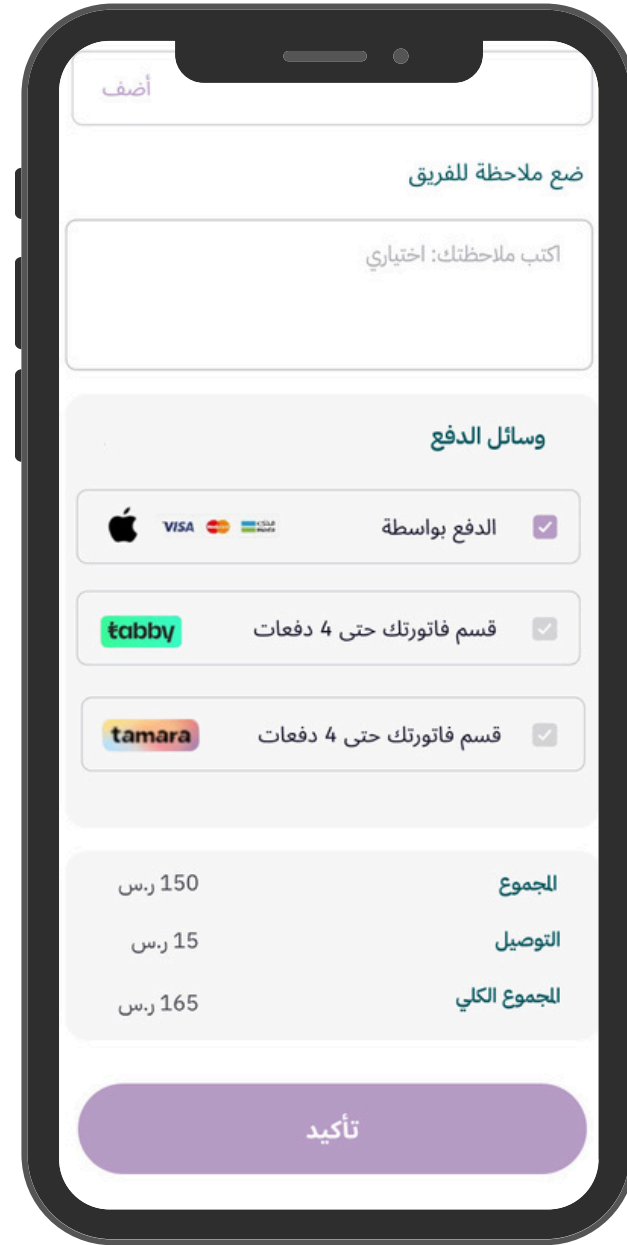 أضف
ضع ملاحظة للفريق
اكتب ملاحظتك: اختياري
وسائل الدفع
الدفع بواسطة VISA mada
قسم فاتورتك حتى 4 دفعات tabby
قسم فاتورتك حتى 4 دفعات tamara
المجموع 150 ر.س
التوصيل 15 ر.س
المجموع الكلي 165 ر.س
تأكيد